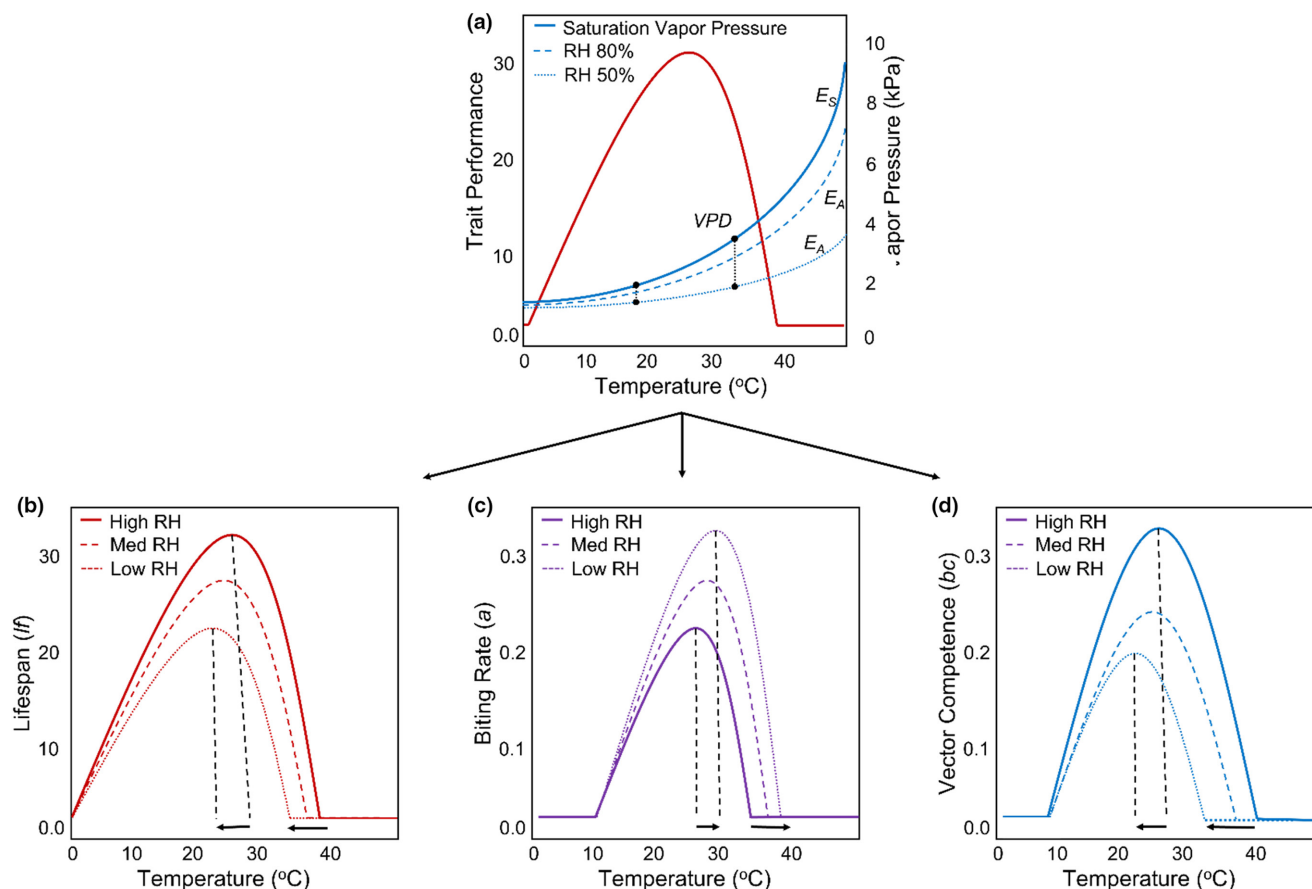 (a)
Saturation Vapor Pressure
RH 80%
RH 50%
30
20
10
0.0
Trait Performance
10
8
6
4
2
0
apor Pressure (kPa)
E_S
E_A
E_A
VPD
0 10 20 30 40
Temperature (°C)
(b)
High RH
Med RH
Low RH
30
20
10
0.0
Lifespan (lf)
0 10 20 30 40
Temperature (°C)
(c)
High RH
Med RH
Low RH
0.3
0.2
0.1
0.0
Biting Rate (a)
0 10 20 30 40
Temperature (°C)
(d)
High RH
Med RH
Low RH
0.3
0.2
0.1
0.0
Vector Competence (bc)
0 10 20 30 40
Temperature (°C)